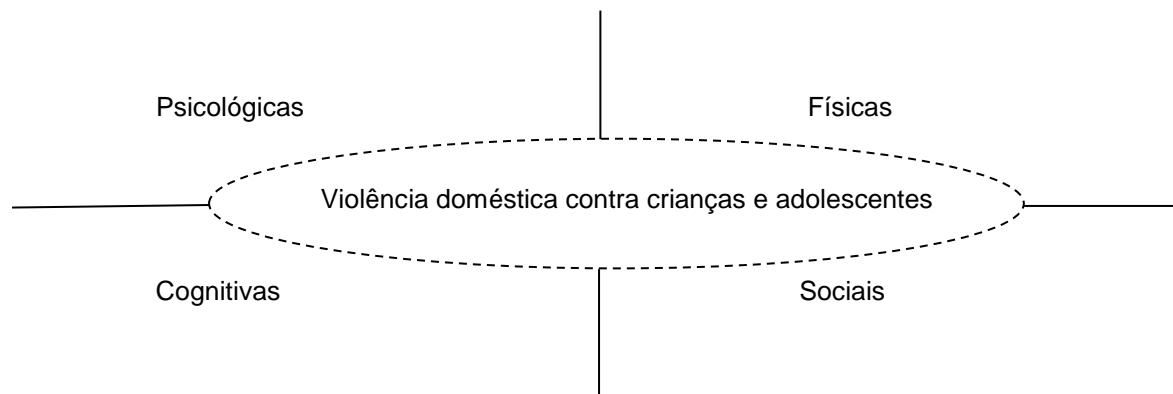 Psicológicas
Físicas
Violência doméstica contra crianças e adolescentes
Cognitivas
Sociais